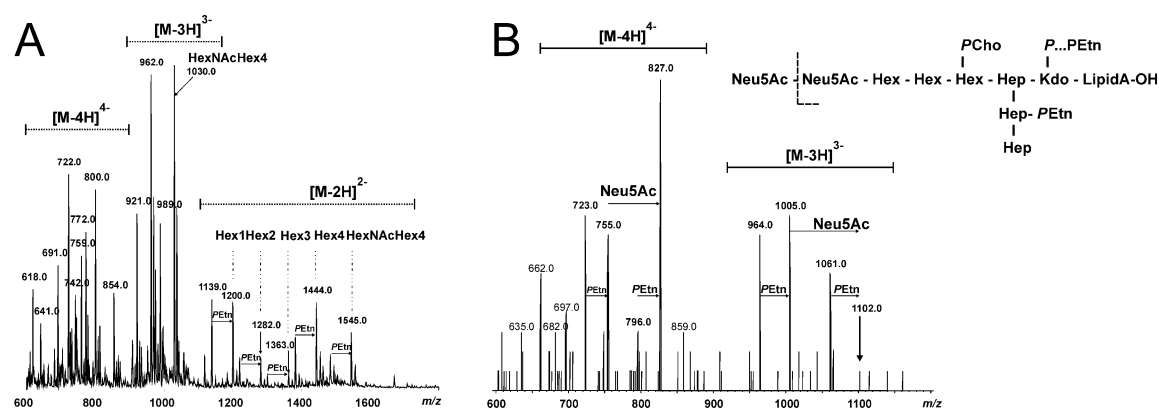 A
[M-3H]3-
962.0
HexNAcHex4
1030.0
[M-4H]4-
722.0
800.0
921.0
989.0
772.0
759.0
691.0
742.0
854.0
618.0
641.0
[M-2H]2-
Hex1Hex2 Hex3 Hex4 HexNAcHex4
1139.0
1200.0
1444.0
1282.0
1363.0
1545.0
PEtn
PEtn
PEtn
PEtn
PEtn
600 800 1000 1200 1400 1600 m/z
B
[M-4H]4-
827.0
PCho P...PEtn
Neu5Ac - Neu5Ac - Hex - Hex - Hex - Hep - Kdo - LipidA-OH
Hep- PEtn
Hep
[M-3H]3-
Neu5Ac
723.0
755.0
1005.0
Neu5Ac
964.0
662.0
1061.0
PEtn
PEtn
PEtn
PEtn
697.0
1102.0
635.0
682.0
796.0
859.0
600 700 800 900 1000 1100 m/z